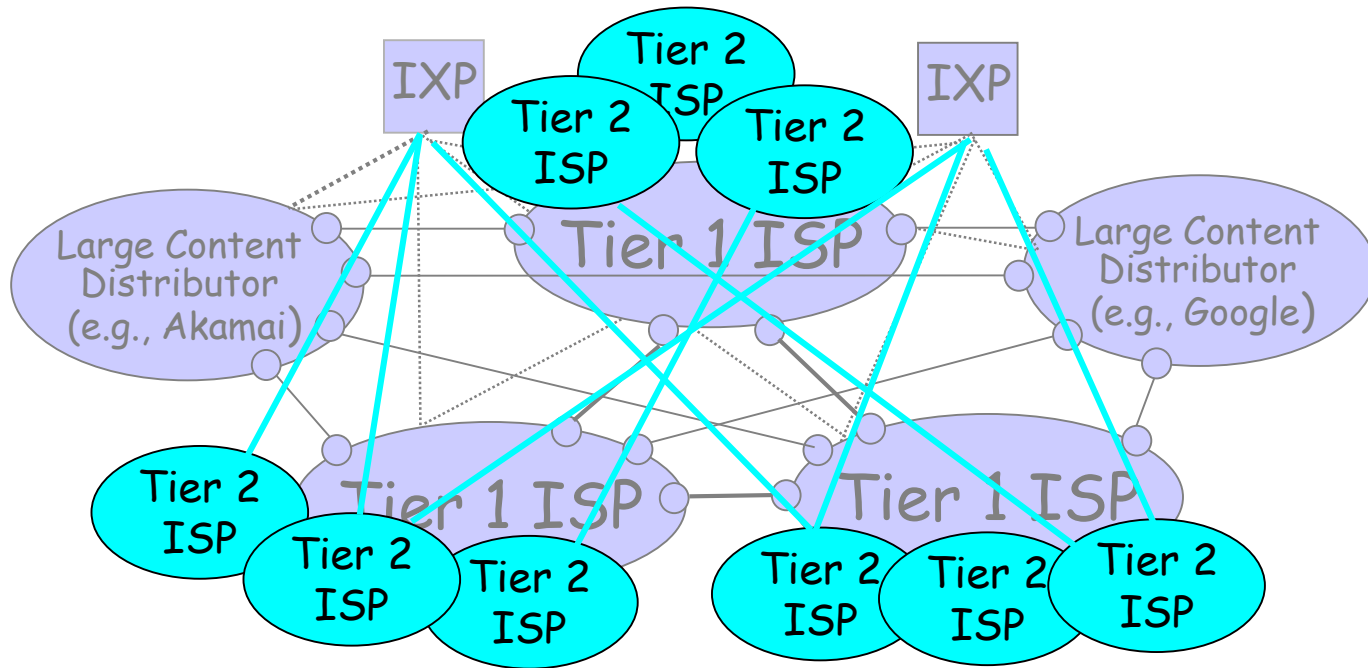 Tier 2
ISP
IXP
IXP
Tier 2
ISP
Tier 2
ISP
Tier 1 ISP
Large Content
Distributor
(e.g., Akamai)
Large Content
Distributor
(e.g., Google)
Tier 1 ISP
Tier 1 ISP
Tier 2
ISP
Tier 2
ISP
Tier 2
ISP
Tier 2
ISP
Tier 2
ISP
Tier 2
ISP